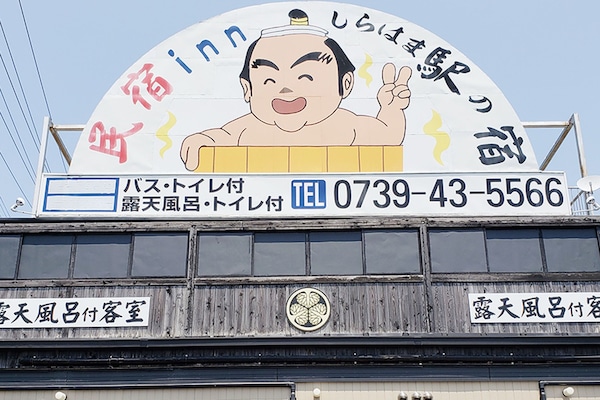 民宿innしらはま駅の宿
バス・トイレ付
露天風呂・トイレ付
TEL 0739-43-5566
露天風呂付客室
露天風呂付客